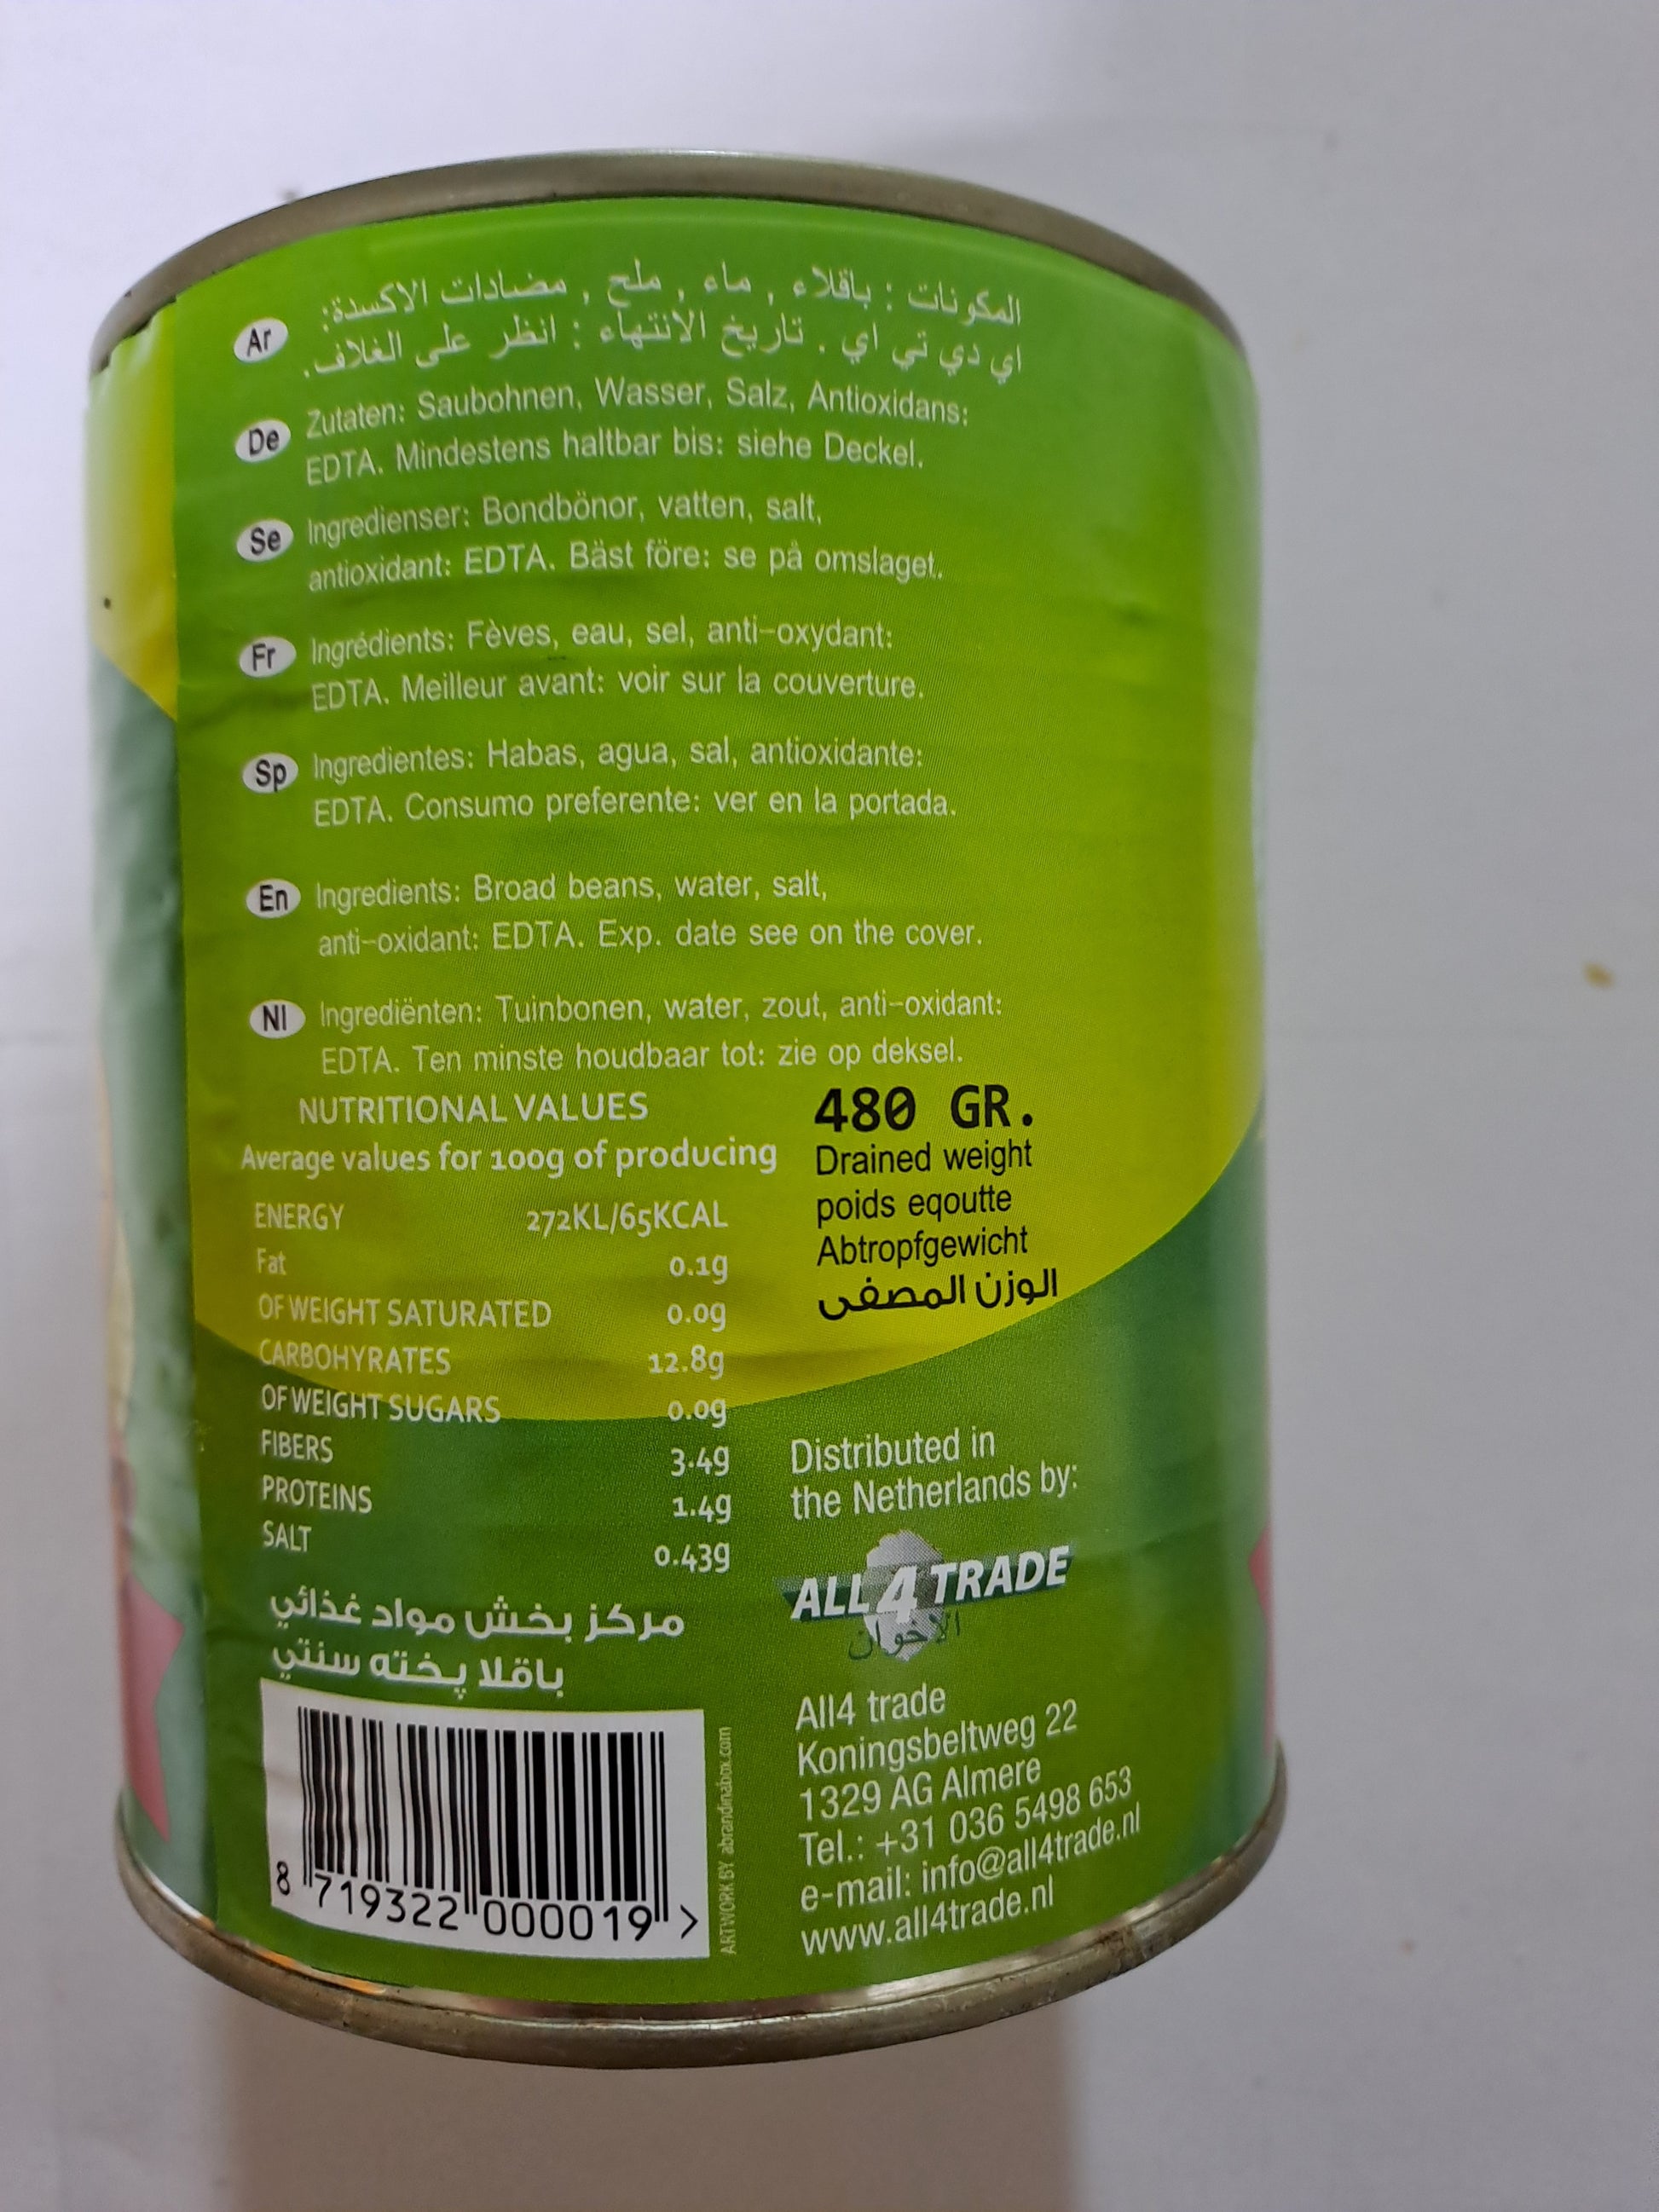 المكونات : باقلاء , ماء , ملح , مضادات الاكسدة:
اي دي تي اي . تاريخ الانتهاء : انظر على الغلاف.
Ar
De
Zutaten: Saubohnen, Wasser, Salz, Antioxidans:
EDTA. Mindestens haltbar bis: siehe Deckel.
Se
Ingredienser: Bondbönor, vatten, salt,
antioxidant: EDTA. Bäst före: se på omslaget.
Fr
Ingrédients: Fèves, eau, sel, anti-oxydant:
EDTA. Meilleur avant: voir sur la couverture.
Sp
Ingredientes: Habas, agua, sal, antioxidante:
EDTA. Consumo preferente: ver en la portada.
En
Ingredients: Broad beans, water, salt,
anti-oxidant: EDTA. Exp. date see on the cover.
Nl
Ingrediënten: Tuinbonen, water, zout, anti-oxidant:
EDTA. Ten minste houdbaar tot: zie op deksel.
NUTRITIONAL VALUES
Average values for 100g of producing
ENERGY 272KL/65KCAL
Fat 0.1g
OF WEIGHT SATURATED 0.0g
CARBOHYRATES 12.8g
OF WEIGHT SUGARS 0.0g
FIBERS 3.4g
PROTEINS 1.4g
SALT 0.43g
مركز بخش مواد غذائي
باقلا پخته سنتي
8 719322 000019 >
ARTWORK BY abrandinabox.com
480 GR.
Drained weight
poids eqoutte
Abtropfgewicht
الوزن المصفى
Distributed in
the Netherlands by:
ALL 4 TRADE
الاخوان
All4 trade
Koningsbeltweg 22
1329 AG Almere
Tel.: +31 036 5498 653
e-mail: info@all4trade.nl
www.all4trade.nl